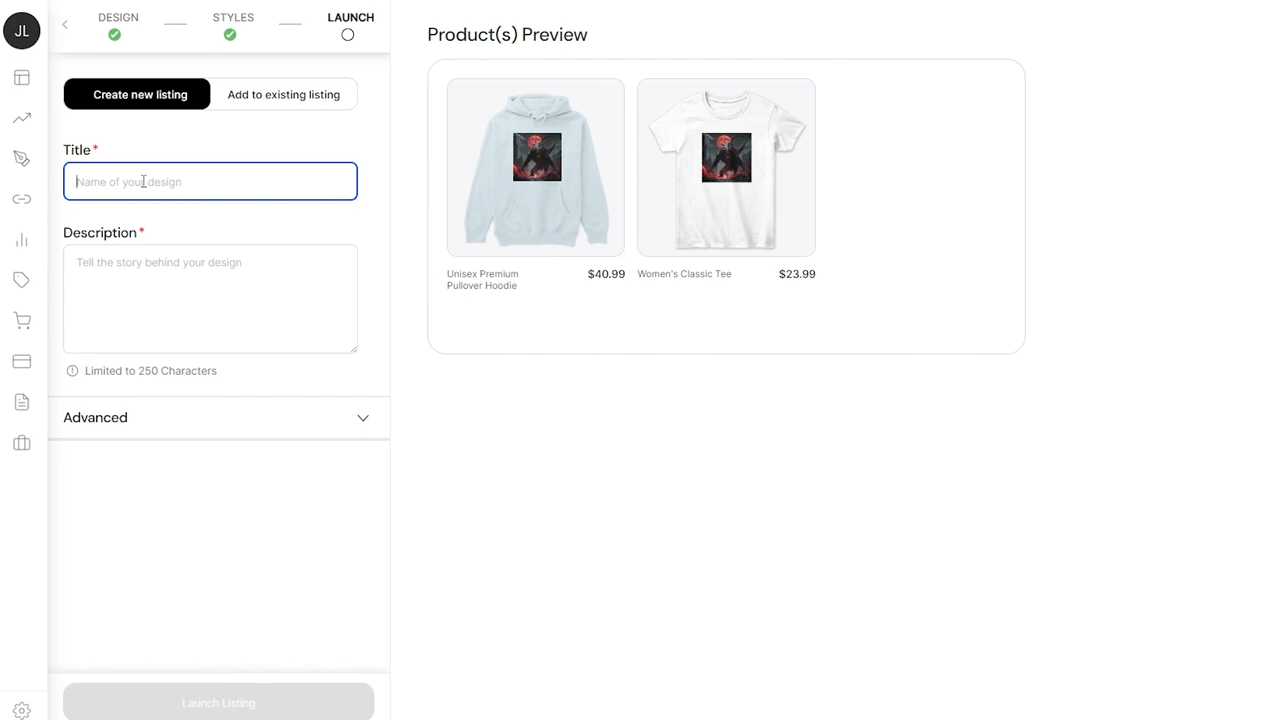 JL
DESIGN
STYLES
LAUNCH
Create new listing
Add to existing listing
Title*
Name of your design
Description*
Tell the story behind your design
Limited to 250 Characters
Advanced
Launch Listing
Product(s) Preview
Unisex Premium
Pullover Hoodie
$40.99
Women's Classic Tee
$23.99